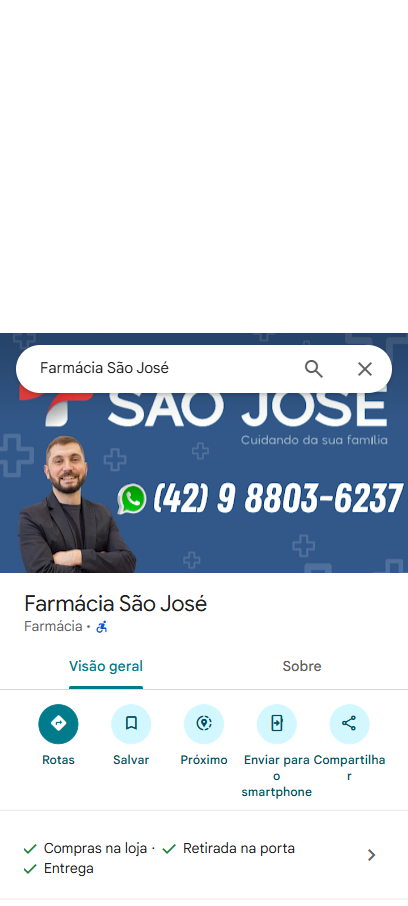 Farmácia São José
SÃO JOSÉ
Cuidando da sua família
(42) 9 8803-6237
Farmácia São José
Farmácia ·
Visão geral
Sobre
Rotas
Salvar
Próximo
Enviar para
o
smartphone
Compartilha
r
Compras na loja ·
Retirada na porta
Entrega